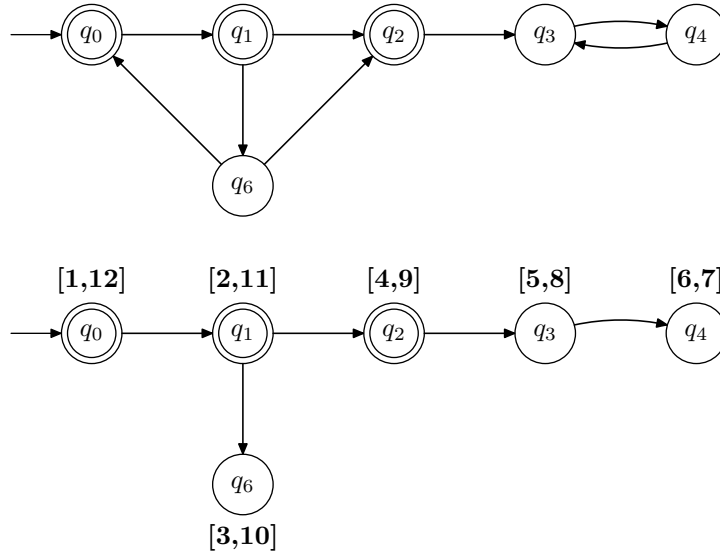 q0 q1 q2 q3 q4
q6
[1,12] [2,11] [4,9] [5,8] [6,7]
q0 q1 q2 q3 q4
q6
[3,10]